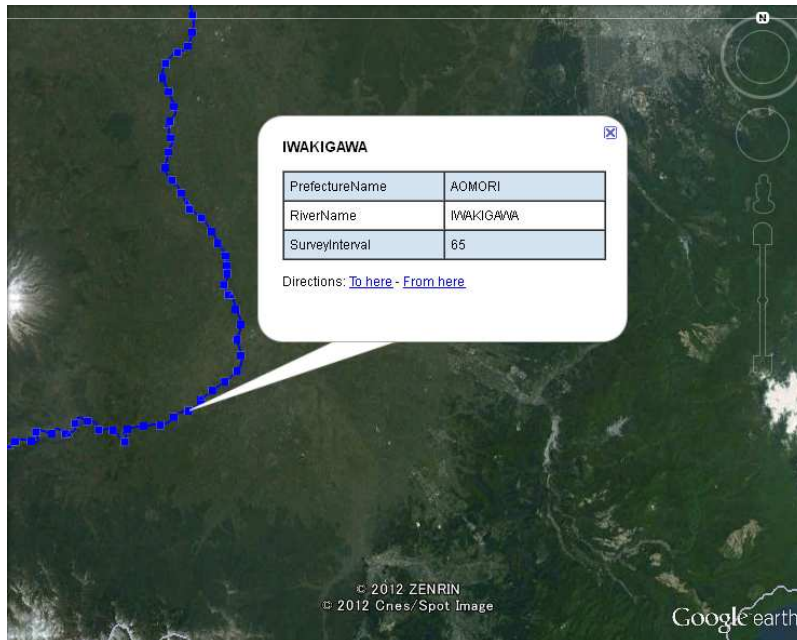 N
IWAKIGAWA
PrefectureName AOMORI
RiverName IWAKIGAWA
SurveyInterval 65
Directions: To here - From here
© 2012 ZENRIN
© 2012 Cnes/Spot Image
Google earth